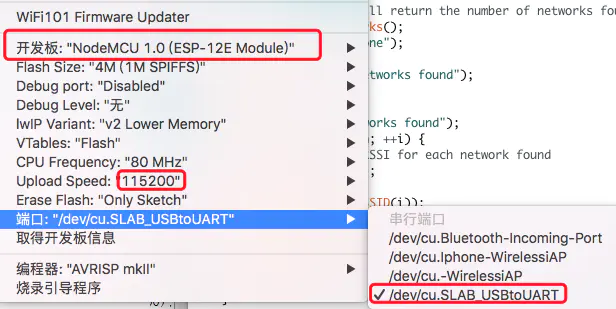 WiFi101 Firmware Updater
开发板: "NodeMCU 1.0 (ESP-12E Module)"
Flash Size: "4M (1M SPIFFS)"
Debug port: "Disabled"
Debug Level: "无"
IwIP Variant: "v2 Lower Memory"
VTables: "Flash"
CPU Frequency: "80 MHz"
Upload Speed: "115200"
Erase Flash: "Only Sketch"
端口: "/dev/cu.SLAB_USBtoUART"
取得开发板信息
编程器: "AVRISP mkII"
烧录引导程序
ll return the number of networks fou
rks();
one");
etworks found");
orks found");
n; ++i) {
SSI for each network found
;
SSID(i));
串行端口
/dev/cu.Bluetooth-Incoming-Port
/dev/cu.Iphone-WirelessiAP
/dev/cu.-WirelessiAP
✓ /dev/cu.SLAB_USBtoUART
}